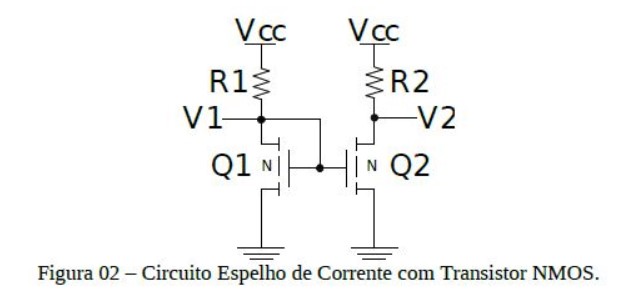 Vcc Vcc
R1 R2
V1 V2
Q1 N N Q2
Figura 02 – Circuito Espelho de Corrente com Transistor NMOS.